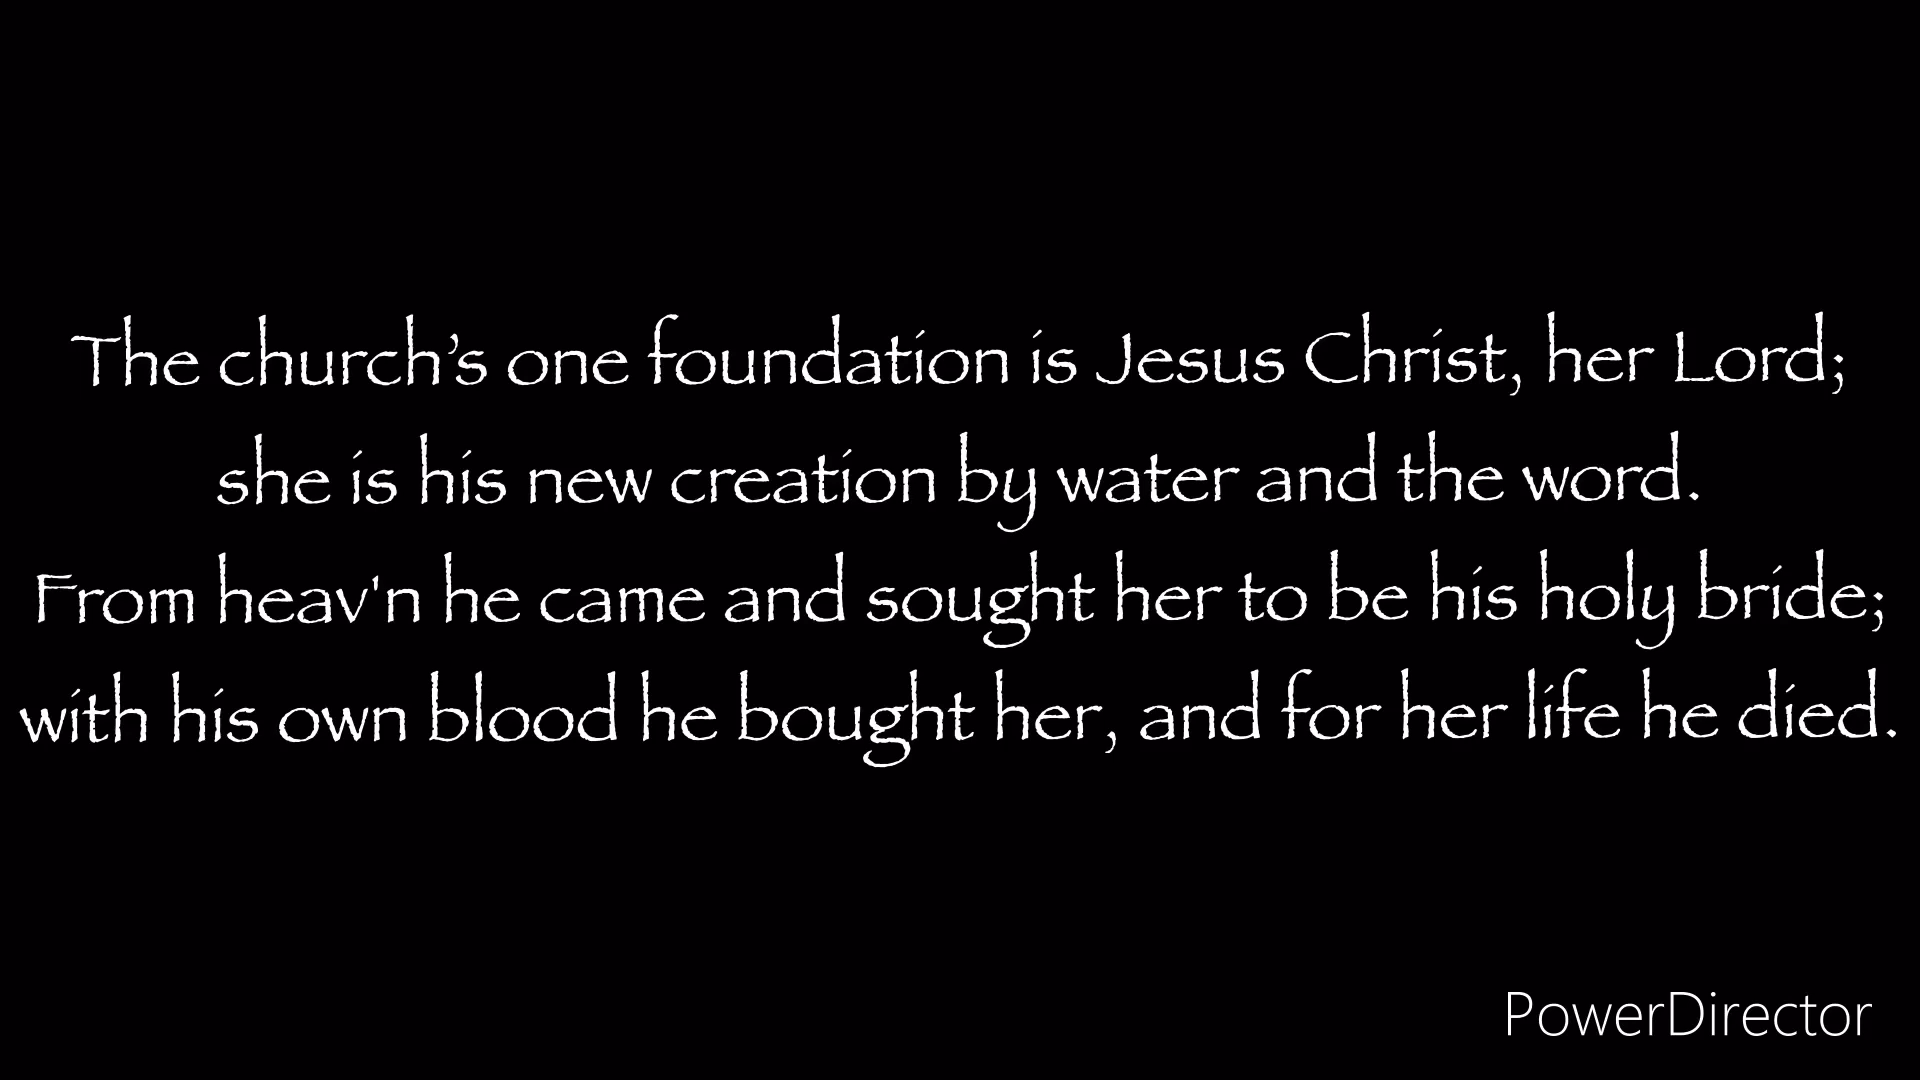 The church’s one foundation is Jesus Christ, her Lord;
she is his new creation by water and the word.
From heav'n he came and sought her to be his holy bride;
with his own blood he bought her, and for her life he died.
PowerDirector